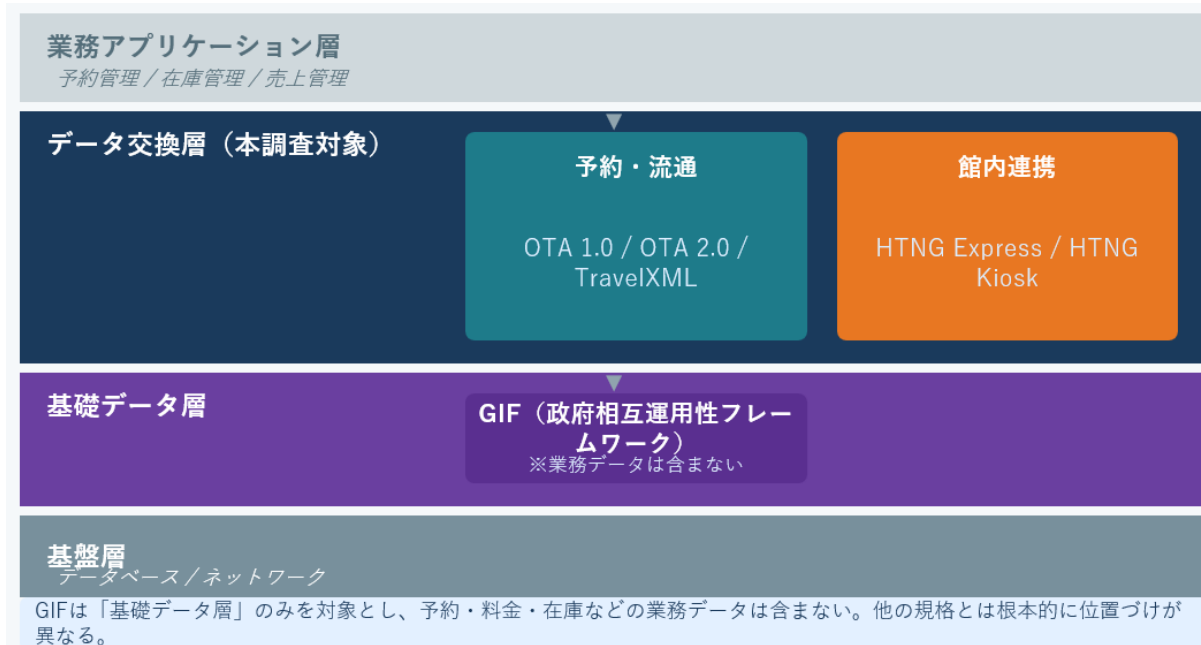 業務アプリケーション層
予約管理 / 在庫管理 / 売上管理
データ交換層（本調査対象）
予約・流通
OTA 1.0 / OTA 2.0 /
TravelXML
館内連携
HTNG Express / HTNG
Kiosk
基礎データ層
GIF（政府相互運用性フレー
ムワーク）
※業務データは含まない
基盤層
データベース / ネットワーク
GIFは「基礎データ層」のみを対象とし、予約・料金・在庫などの業務データは含まない。他の規格とは根本的に位置づけが
異なる。